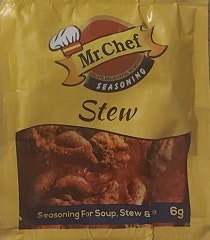 Mr.Chef
SEASONING
Stew
Seasoning For Soup, Stew &
6g